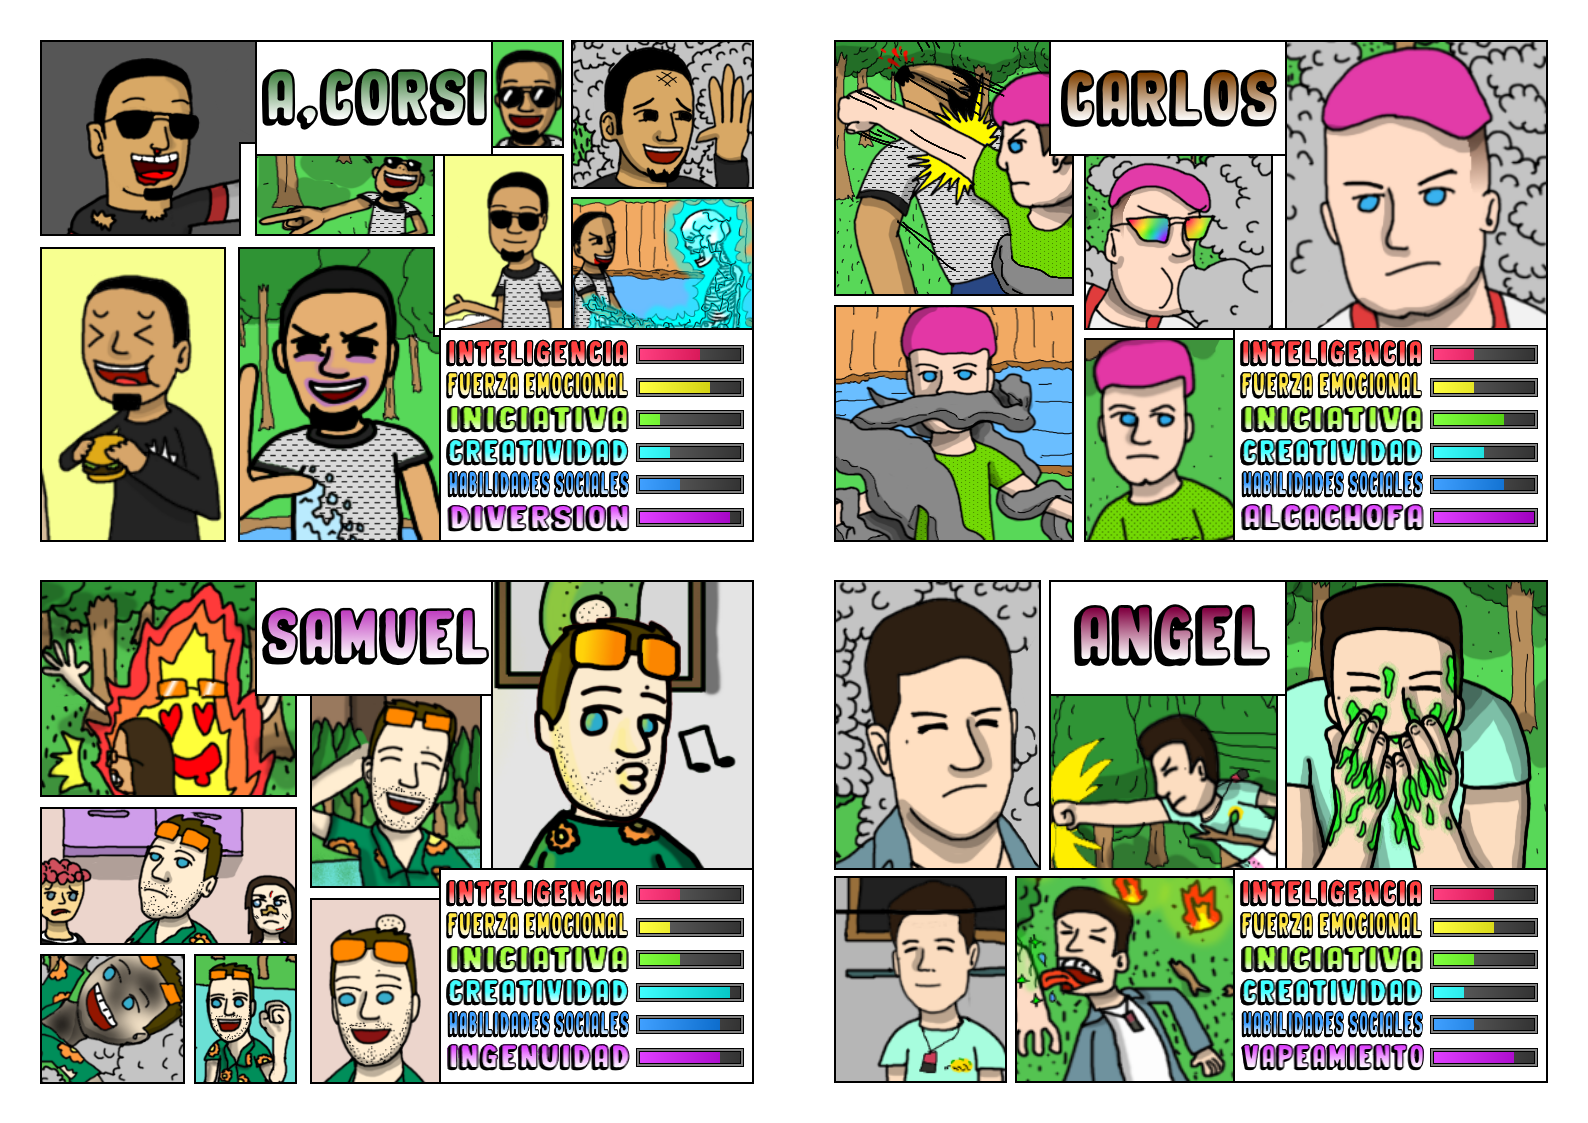 A.CORSI
INTELIGENCIA
FUERZA EMOCIONAL
INICIATIVA
CREATIVIDAD
HABILIDADES SOCIALES
DIVERSION
CARLOS
INTELIGENCIA
FUERZA EMOCIONAL
INICIATIVA
CREATIVIDAD
HABILIDADES SOCIALES
ALCACHOFA
SAMUEL
INTELIGENCIA
FUERZA EMOCIONAL
INICIATIVA
CREATIVIDAD
HABILIDADES SOCIALES
INGENUIDAD
ANGEL
INTELIGENCIA
FUERZA EMOCIONAL
INICIATIVA
CREATIVIDAD
HABILIDADES SOCIALES
VAPEAMIENTO